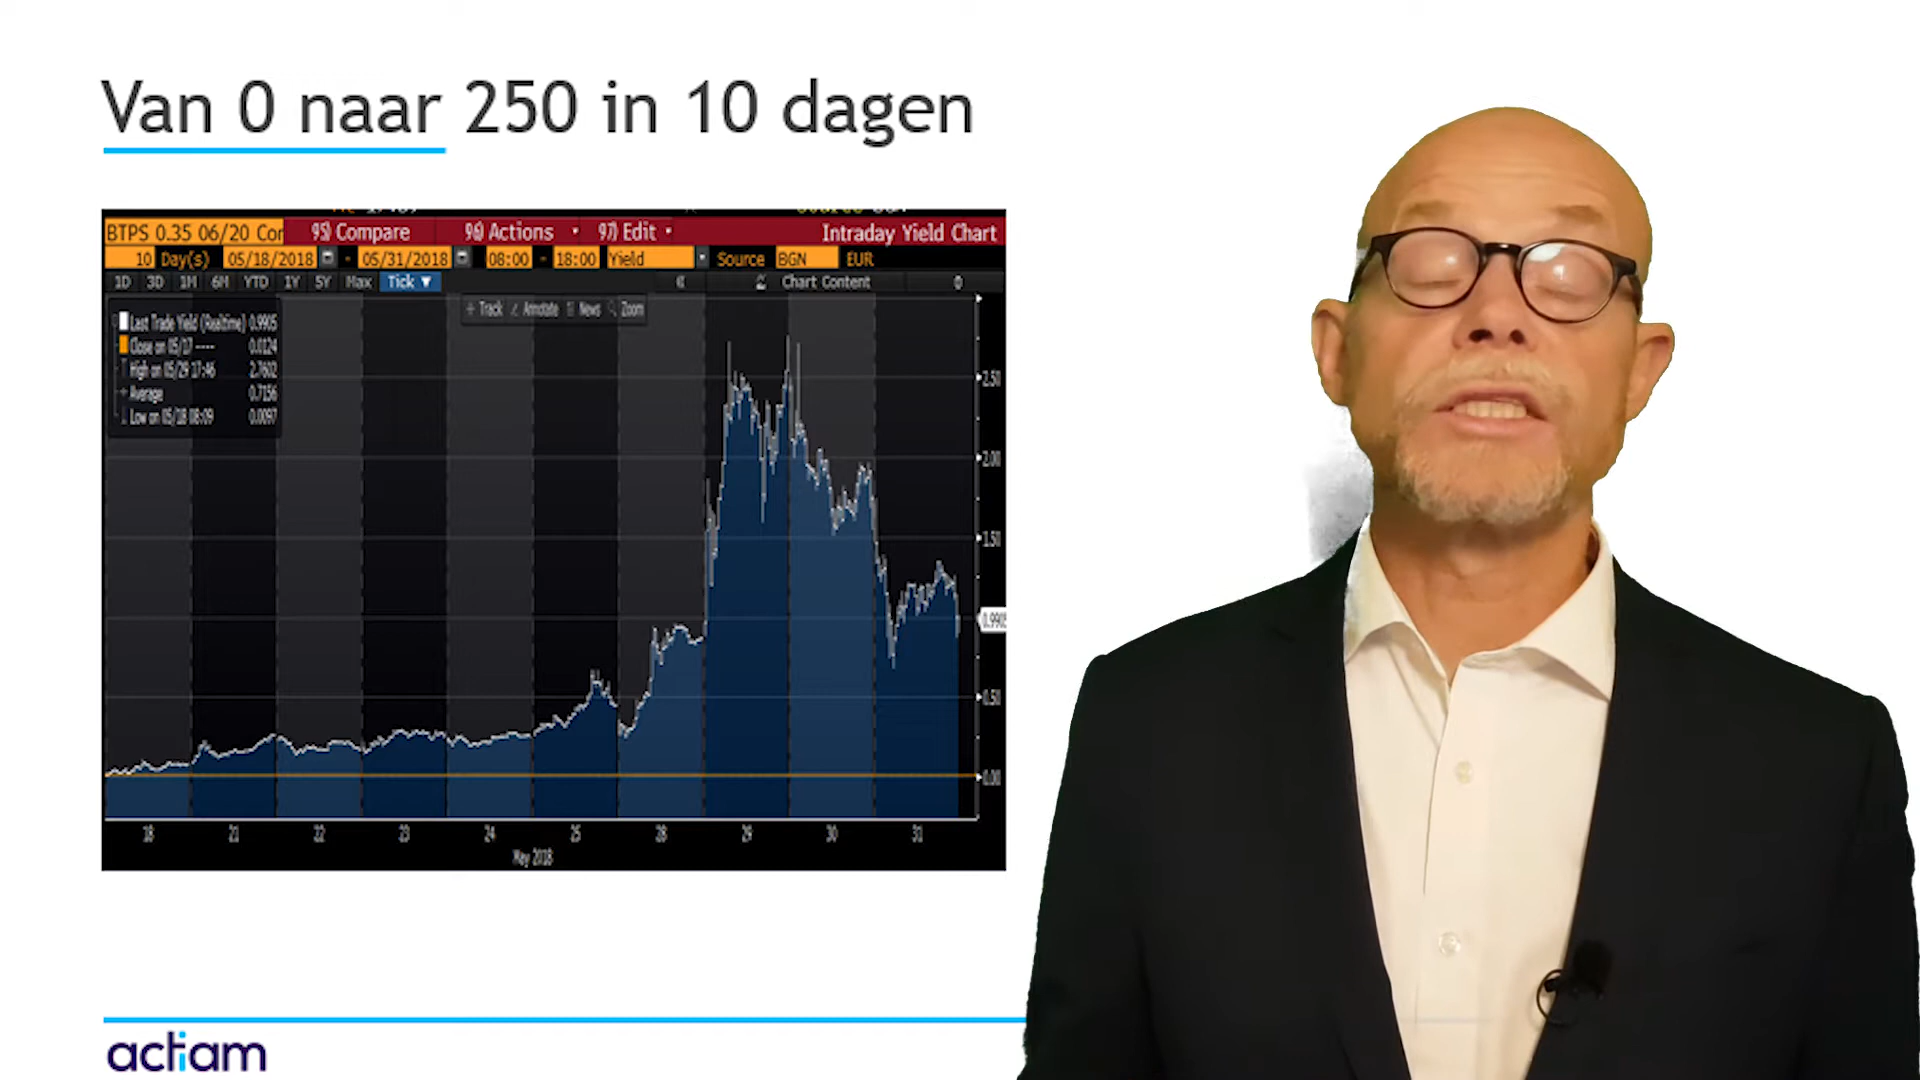 Van 0 naar 250 in 10 dagen
BTPS 0.35 06/20 Cor 95) Compare 96) Actions 97) Edit Intraday Yield Chart
10 Day(s) 05/18/2018 - 05/31/2018 08:00 - 18:00 Yield Source BGN EUR
1D 3D 1M 6M YTD 1Y 5Y Max Tick ▼ Chart Content
Track Annotate News Zoom
Last Trade Yield (Realtime) 0.9905
Close on 05/17 ---- 0.0124
High on 05/29 17:46 2.7602
Average 0.7156
Low on 05/18 08:09 0.0097
2.50
2.00
1.50
0.9905
0.50
0.00
18 21 22 23 24 25 28 29 30 31
May 2018
actiam